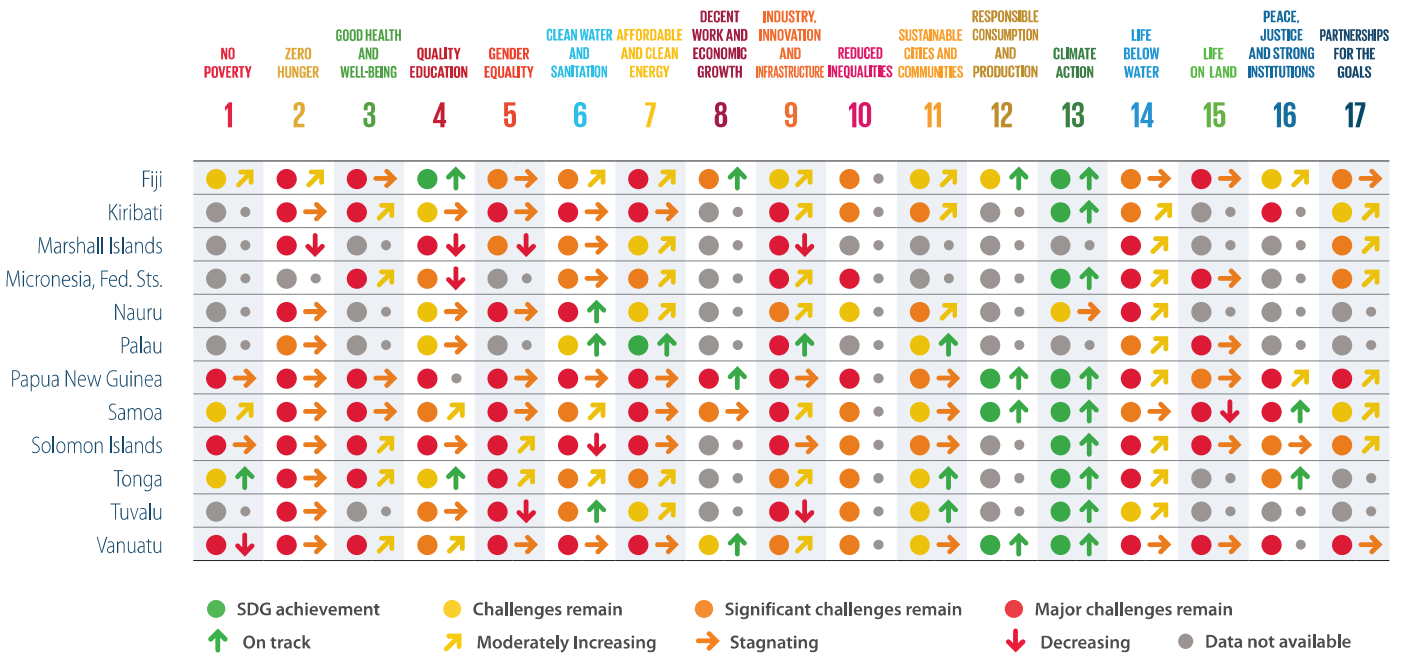 NO
POVERTY
ZERO
HUNGER
GOOD HEALTH
AND
WELL-BEING
QUALITY
EDUCATION
GENDER
EQUALITY
CLEAN WATER
AND
SANITATION
AFFORDABLE
AND CLEAN
ENERGY
DECENT
WORK AND
ECONOMIC
GROWTH
INDUSTRY,
INNOVATION
AND
INFRASTRUCTURE
REDUCED
INEQUALITIES
SUSTAINABLE
CITIES AND
COMMUNITIES
RESPONSIBLE
CONSUMPTION
AND
PRODUCTION
CLIMATE
ACTION
LIFE
BELOW
WATER
LIFE
ON LAND
PEACE,
JUSTICE
AND STRONG
INSTITUTIONS
PARTNERSHIPS
FOR THE
GOALS
1 2 3 4 5 6 7 8 9 10 11 12 13 14 15 16 17
Fiji
Kiribati
Marshall Islands
Micronesia, Fed. Sts.
Nauru
Palau
Papua New Guinea
Samoa
Solomon Islands
Tonga
Tuvalu
Vanuatu
SDG achievement Challenges remain Significant challenges remain Major challenges remain
On track Moderately Increasing Stagnating Decreasing Data not available